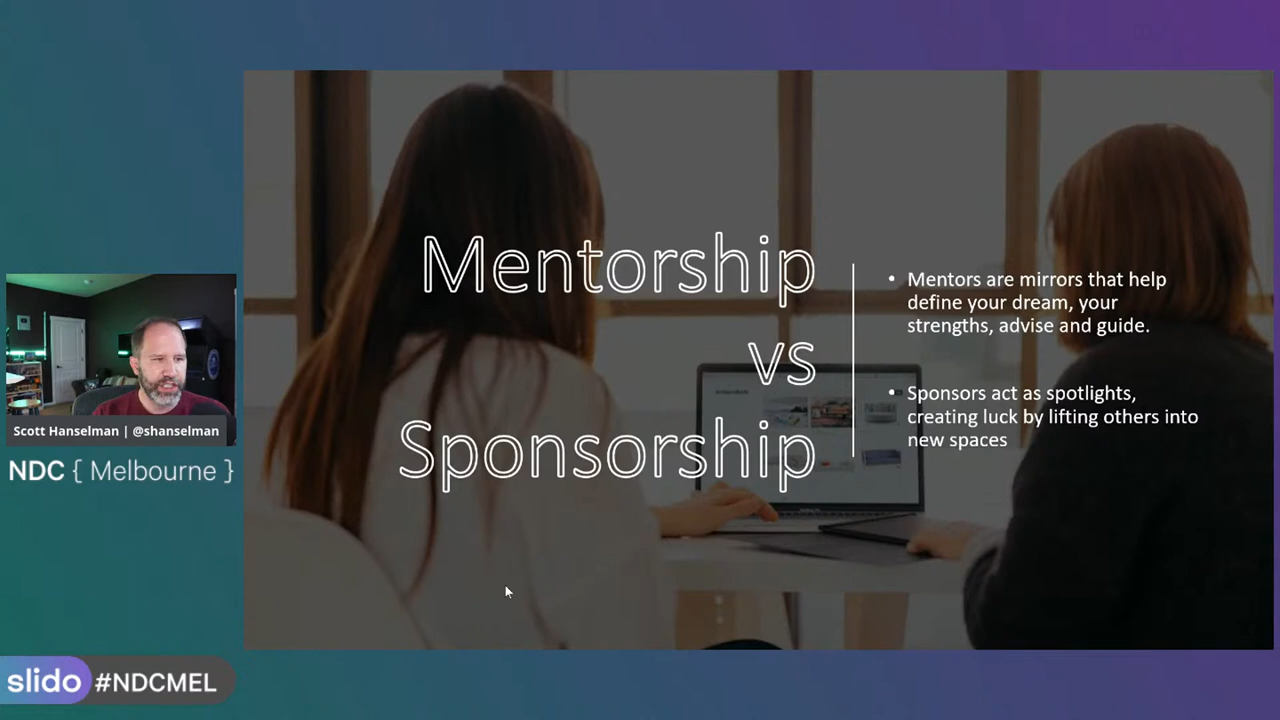 Mentorship
vs
Sponsorship
• Mentors are mirrors that help
define your dream, your
strengths, advise and guide.
• Sponsors act as spotlights,
creating luck by lifting others into
new spaces
Scott Hanselman | @shanselman
NDC { Melbourne }
slido #NDCMEL